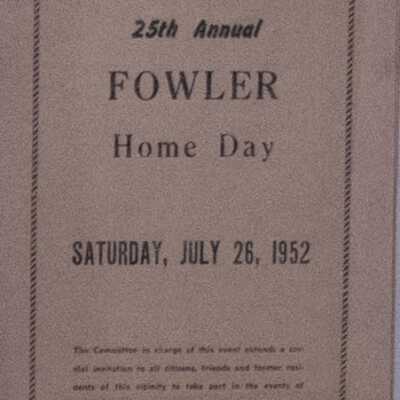 25th Annual
FOWLER
Home Day
SATURDAY, JULY 26, 1952
The Committee in charge of this event extends a cor-
dial invitation to all citizens, friends and former resi-
dents of this vicinity to take part in the events of